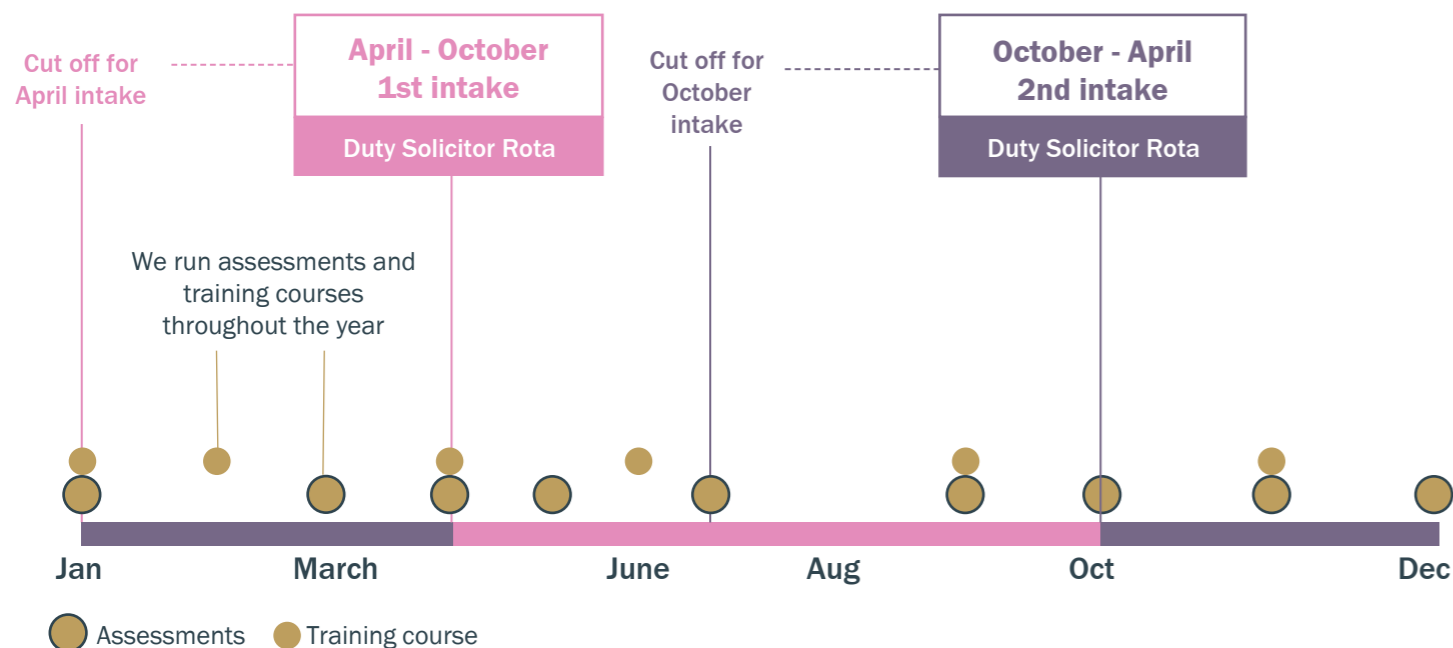 Cut off for
April intake
April - October
1st intake
Duty Solicitor Rota
Cut off for
October
intake
October - April
2nd intake
Duty Solicitor Rota
We run assessments and
training courses
throughout the year
Jan
March
June
Aug
Oct
Dec
Assessments
Training course